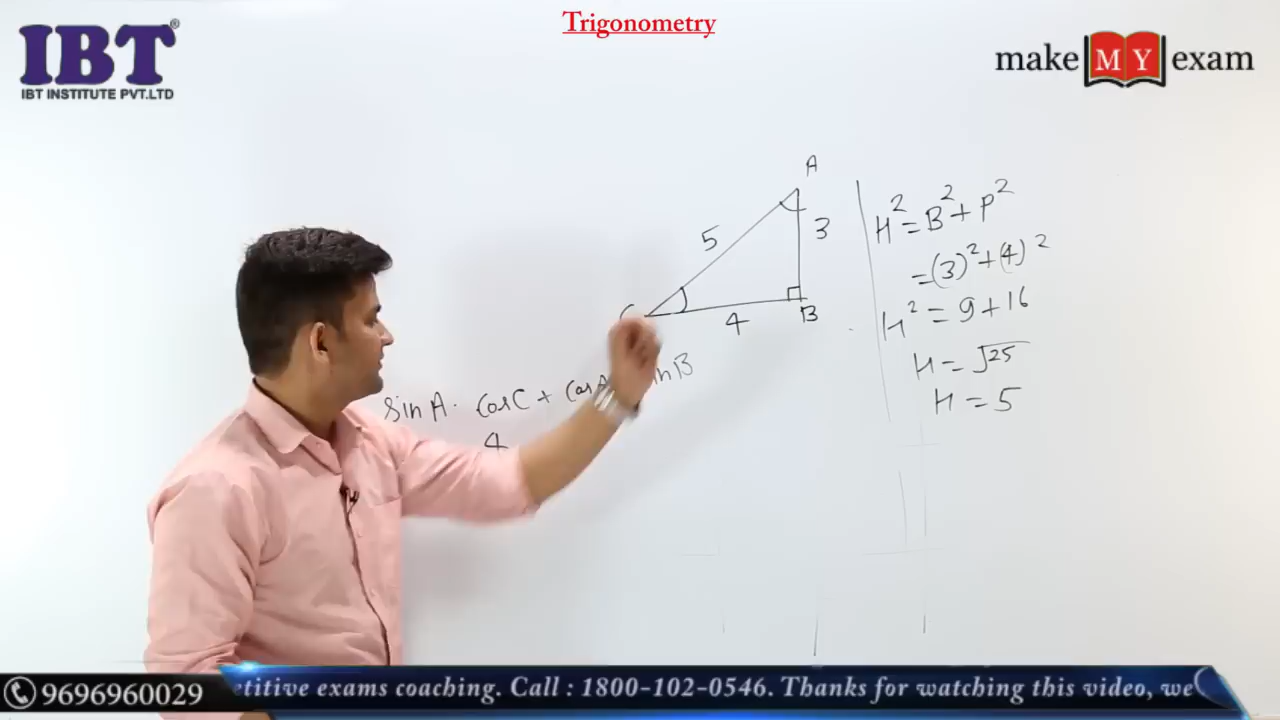 Trigonometry
IBT®
IBT INSTITUTE PVT.LTD
make MY exam
A
5
3
4
B
H² = B² + P²
= (3)² + (4)²
H² = 9 + 16
H = √25
H = 5
Sin A · Cos C + Cos A
B
4
9696960029
etitive exams coaching. Call : 1800-102-0546. Thanks for watching this video, we